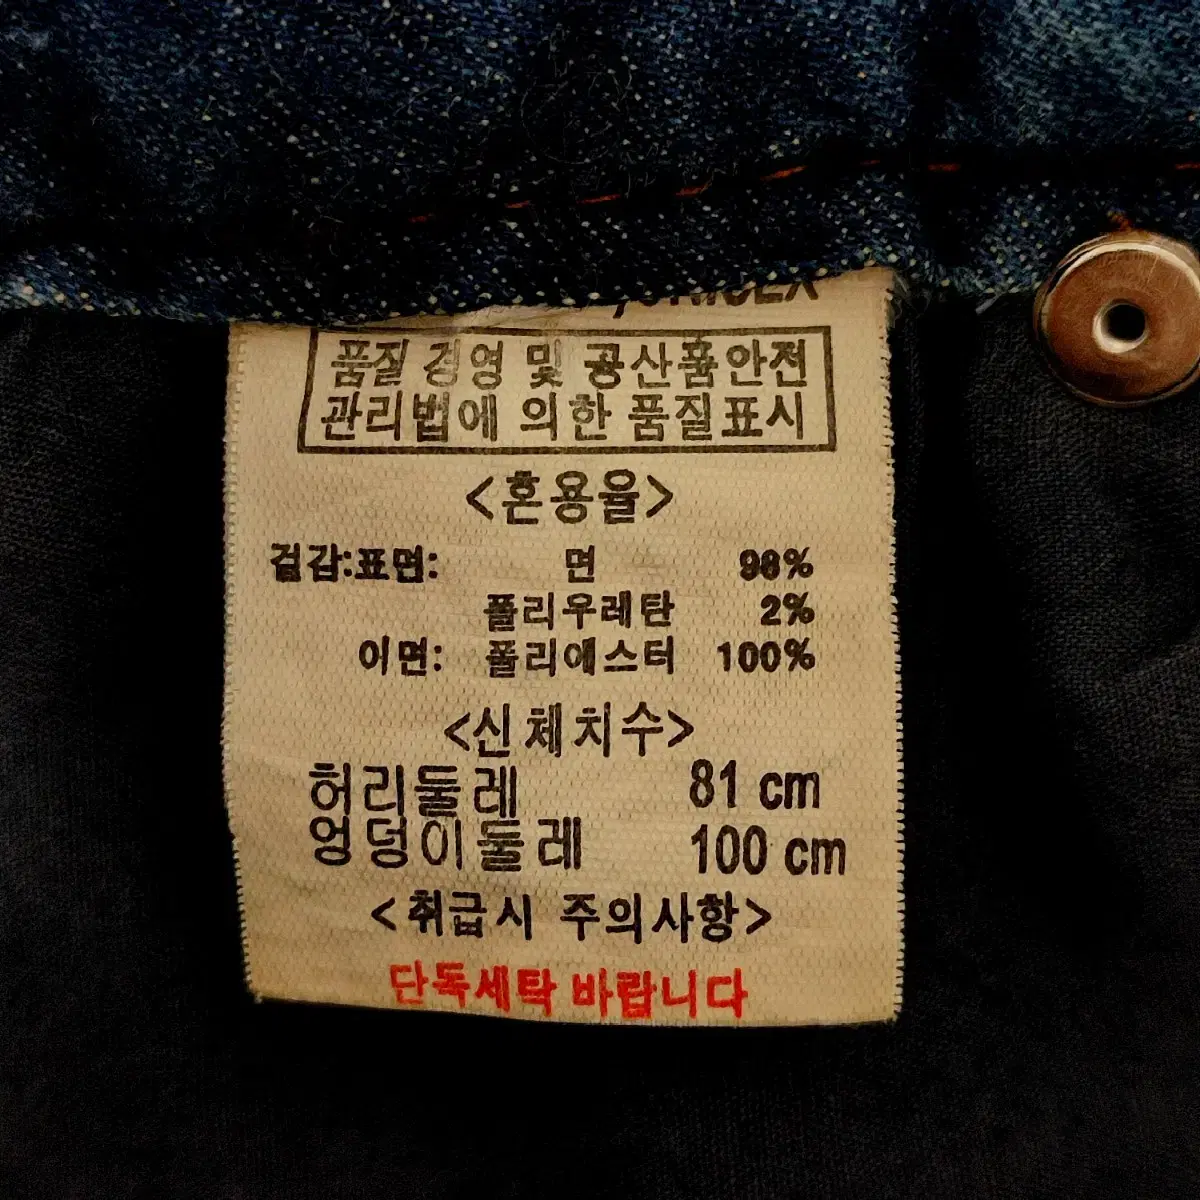 품질 경영 및 공산품안전
관리법에 의한 품질표시
<혼용율>
겉감:표면: 면 98%
폴리우레탄 2%
이면: 폴리에스터 100%
<신체치수>
허리둘레 81 cm
엉덩이둘레 100 cm
<취급시 주의사항>
단독세탁 바랍니다